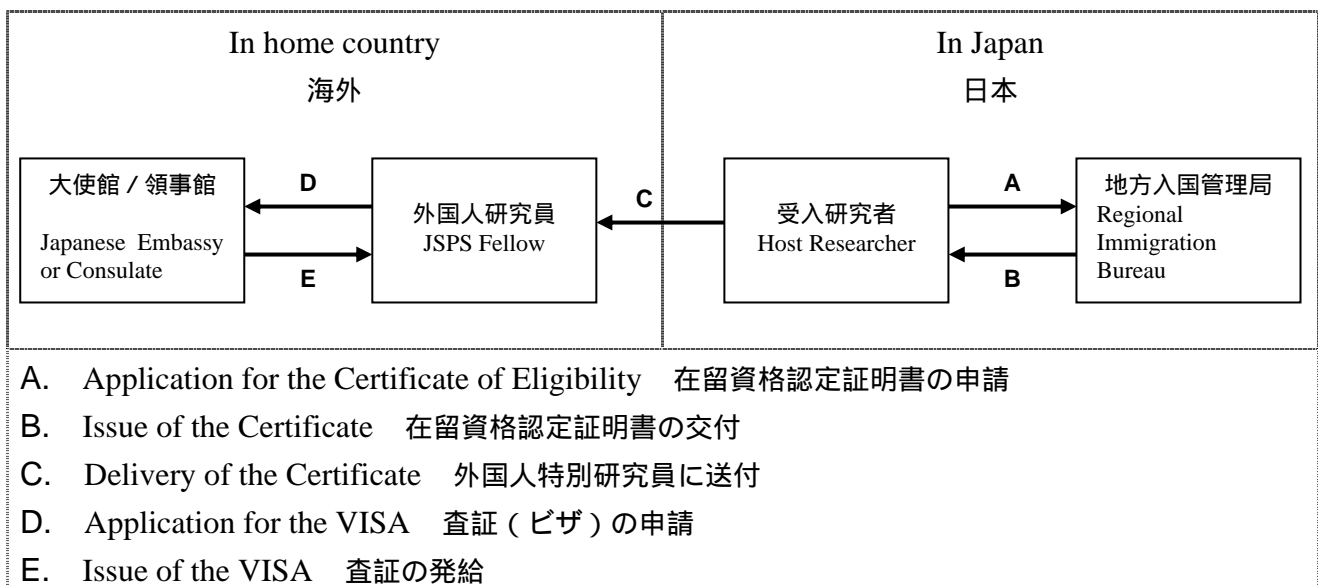 In home country
海外
In Japan
日本
大使館 / 領事館
Japanese Embassy
or Consulate
D
E
外国人研究員
JSPS Fellow
C
受入研究者
Host Researcher
A
B
地方入国管理局
Regional
Immigration
Bureau
A. Application for the Certificate of Eligibility 在留資格認定証明書の申請
B. Issue of the Certificate 在留資格認定証明書の交付
C. Delivery of the Certificate 外国人特別研究員に送付
D. Application for the VISA 査証（ビザ）の申請
E. Issue of the VISA 査証の発給